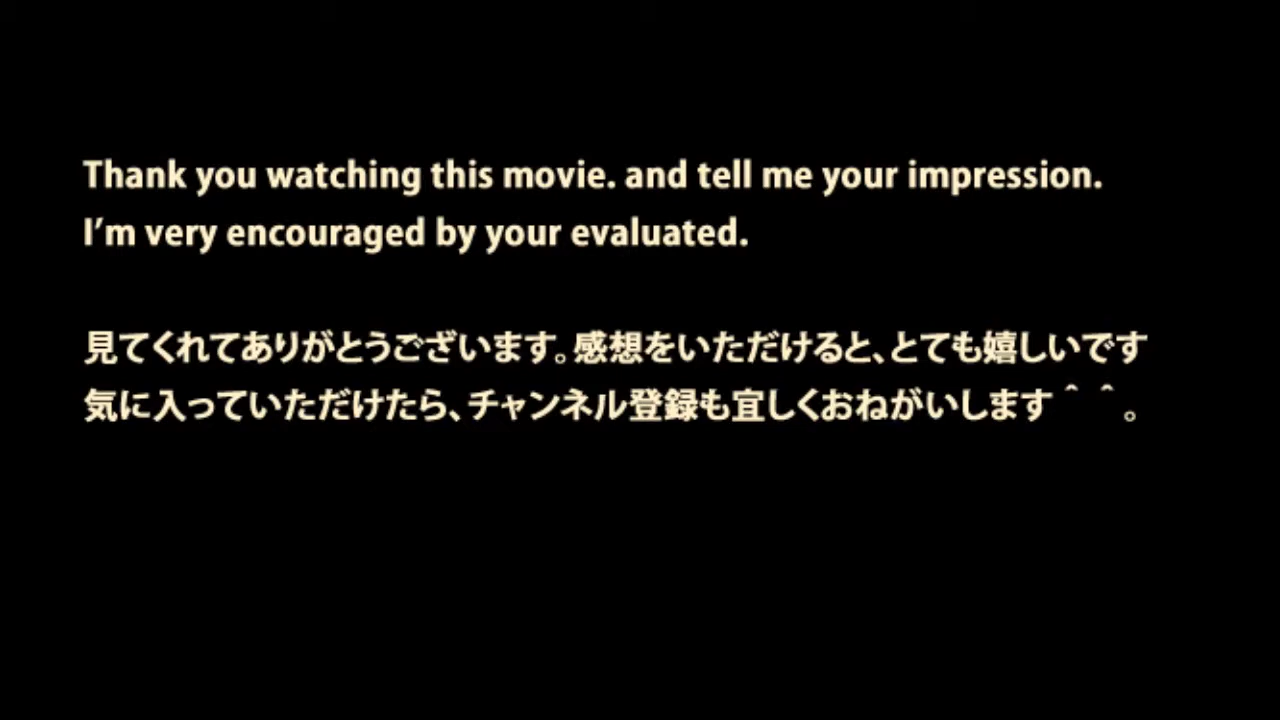 Thank you watching this movie. and tell me your impression.
I’m very encouraged by your evaluated.
見てくれてありがとうございます。感想をいただけると、とても嬉しいです
気に入っていただけたら、チャンネル登録も宜しくおねがいします＾＾。